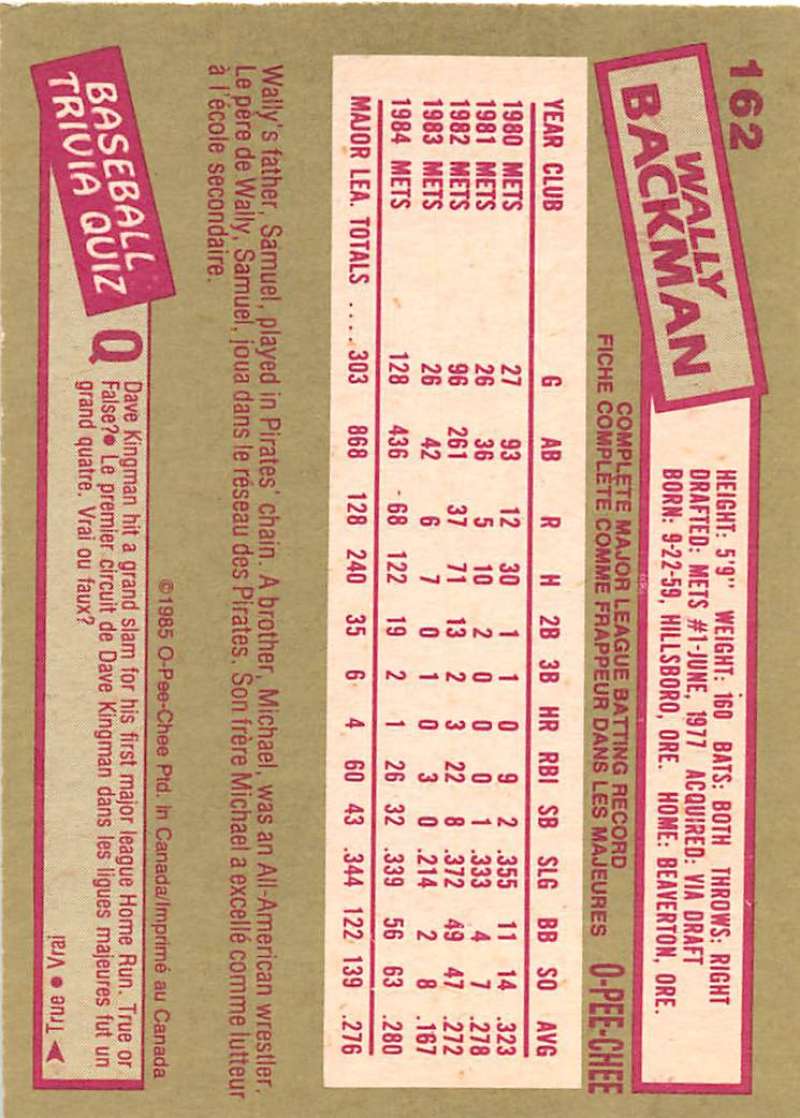 162
WALLY
BACKMAN
HEIGHT: 5'9" WEIGHT: 160 BATS: BOTH THROWS: RIGHT
DRAFTED: METS #1-JUNE, 1977 ACQUIRED: VIA DRAFT
BORN: 9-22-59, HILLSBORO, ORE. HOME: BEAVERTON, ORE.
COMPLETE MAJOR LEAGUE BATTING RECORD
FICHE COMPLÈTE COMME FRAPPEUR DANS LES MAJEURES
O-PEE-CHEE
YEAR CLUB G AB R H 2B 3B HR RBI SB SLG BB SO AVG
1980 METS 27 93 12 30 1 1 0 9 2 .355 11 14 .323
1981 METS 26 36 5 10 2 0 0 0 1 .333 4 7 .278
1982 METS 96 261 37 71 13 2 3 22 8 .372 49 47 .272
1983 METS 26 42 6 7 0 1 0 3 0 .214 2 8 .167
1984 METS 128 436 68 122 19 2 1 26 32 .339 56 63 .280
MAJOR LEA. TOTALS .... 303 868 128 240 35 6 4 60 43 .344 122 139 .276
Wally's father, Samuel, played in Pirates' chain. A brother, Michael, was an All-American wrestler.
Le père de Wally, Samuel, joua dans le réseau des Pirates. Son frère Michael a excellé comme lutteur
à l'école secondaire.
©1985 O-Pee-Chee Ptd. in Canada/Imprimé au Canada
BASEBALL
TRIVIA QUIZ
Q Dave Kingman hit a grand slam for his first major league Home Run. True or
False?● Le premier circuit de Dave Kingman dans les ligues majeures fut un
grand quatre. Vrai ou faux?
True ● Vrai